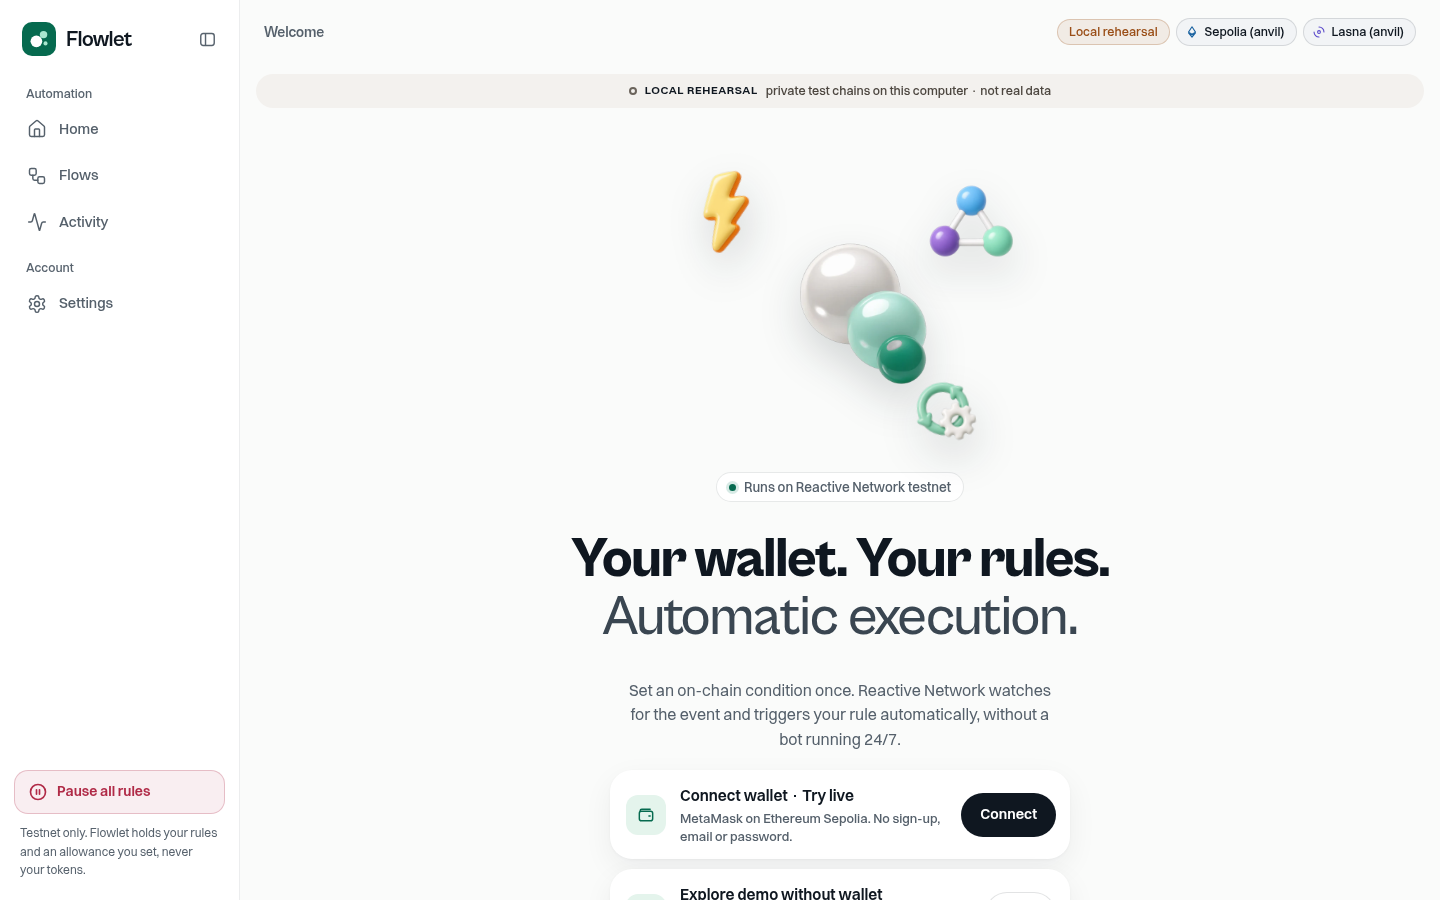 Flowlet
Automation
Home
Flows
Activity
Account
Settings
Pause all rules
Testnet only. Flowlet holds your rules
and an allowance you set, never
your tokens.
Welcome
Local rehearsal
Sepolia (anvil)
Lasna (anvil)
LOCAL REHEARSAL private test chains on this computer · not real data
Runs on Reactive Network testnet
Your wallet. Your rules.
Automatic execution.
Set an on-chain condition once. Reactive Network watches
for the event and triggers your rule automatically, without a
bot running 24/7.
Connect wallet · Try live
MetaMask on Ethereum Sepolia. No sign-up,
email or password.
Connect
Explore demo without wallet